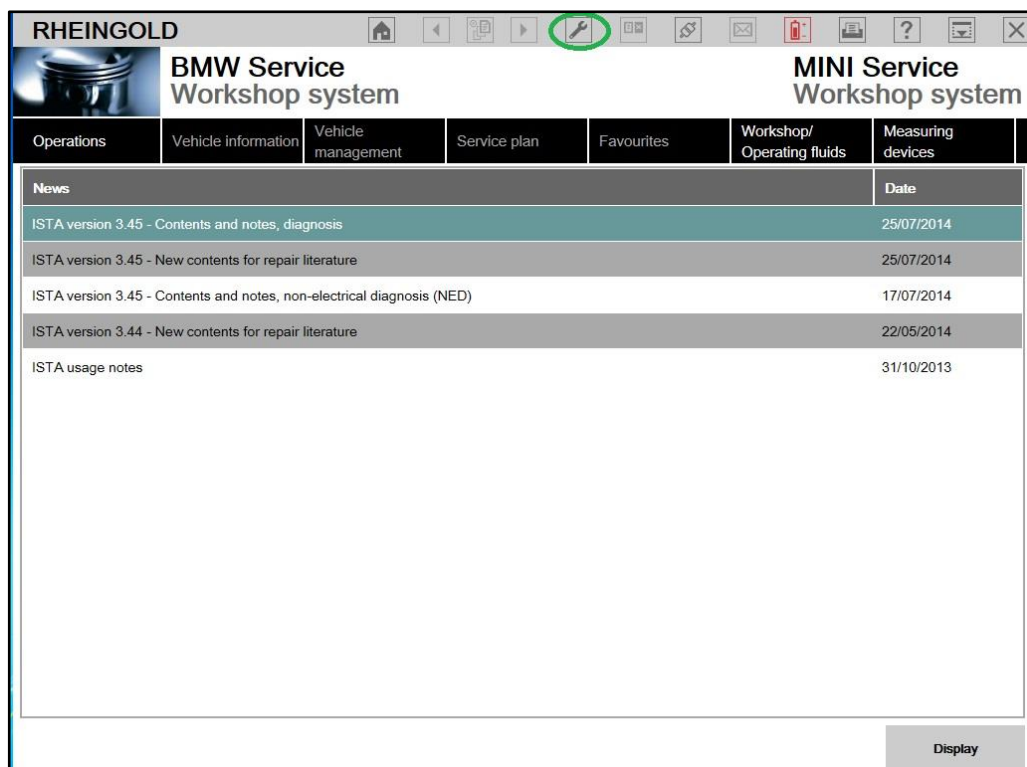 RHEINGOLD
BMW Service
Workshop system
MINI Service
Workshop system
Operations
Vehicle information
Vehicle
management
Service plan
Favourites
Workshop/
Operating fluids
Measuring
devices
News Date
ISTA version 3.45 - Contents and notes, diagnosis 25/07/2014
ISTA version 3.45 - New contents for repair literature 25/07/2014
ISTA version 3.45 - Contents and notes, non-electrical diagnosis (NED) 17/07/2014
ISTA version 3.44 - New contents for repair literature 22/05/2014
ISTA usage notes 31/10/2013
Display